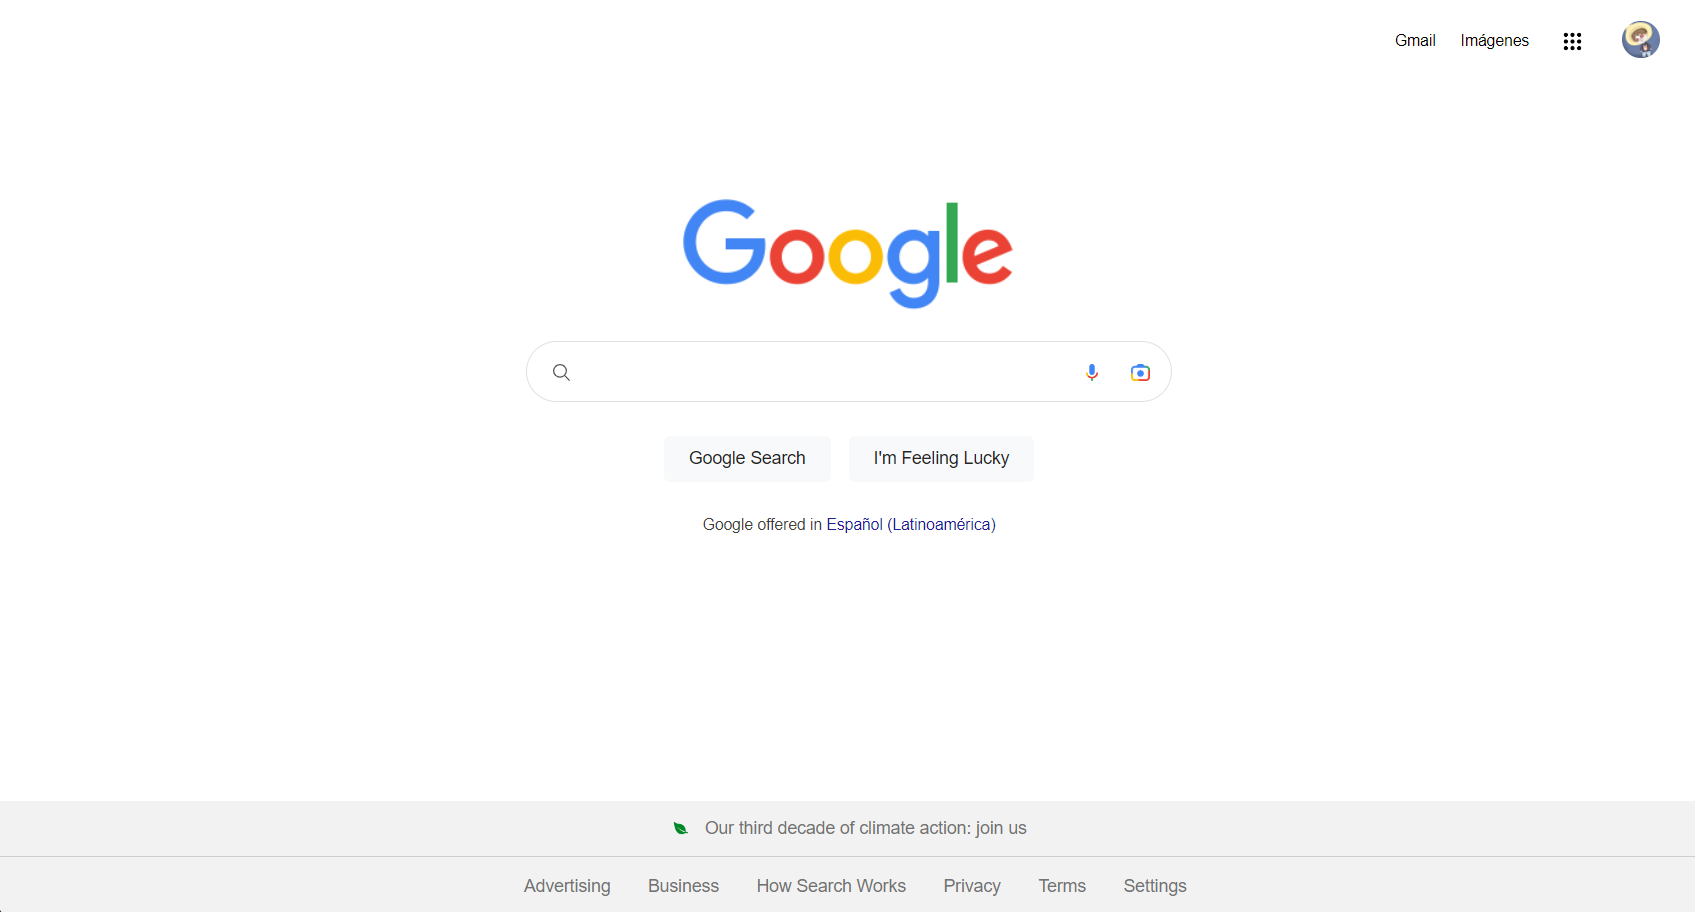 Gmail Imágenes
Google
Google Search I'm Feeling Lucky
Google offered in Español (Latinoamérica)
Our third decade of climate action: join us
Advertising Business How Search Works Privacy Terms Settings